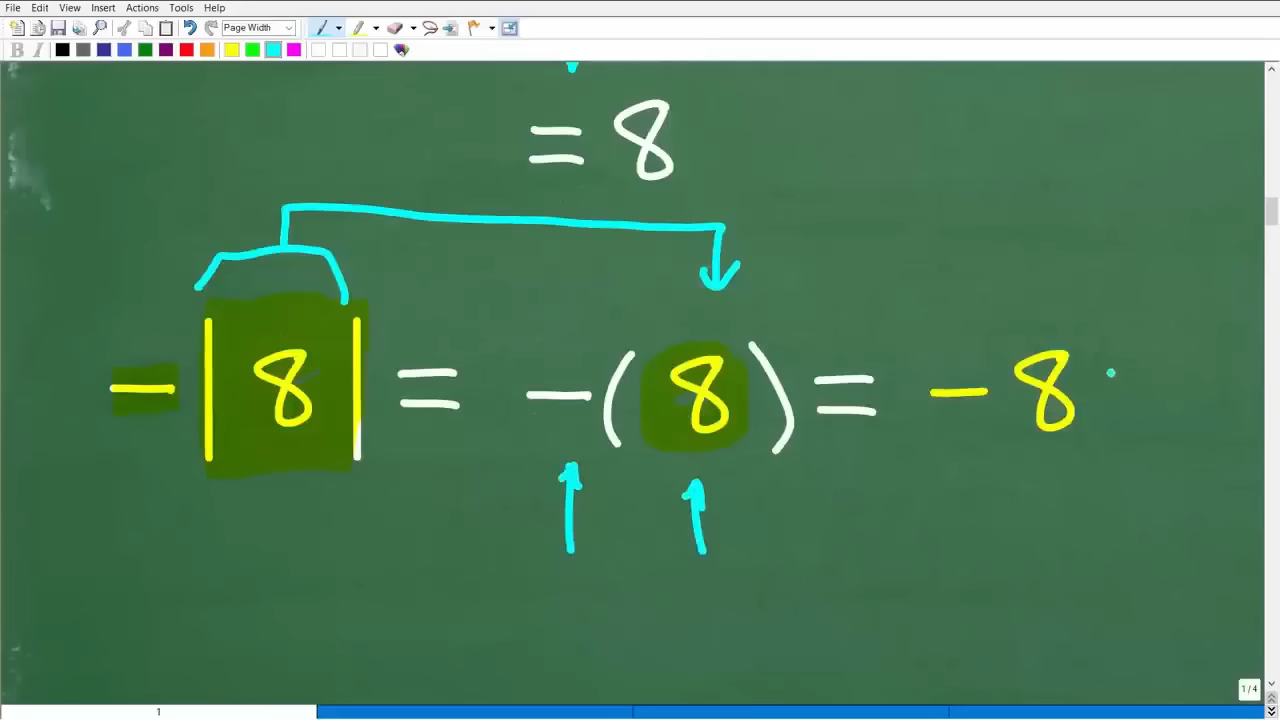 File Edit View Insert Actions Tools Help
Page Width
B I
= 8
-|8| = -(8) = -8
1/4
1